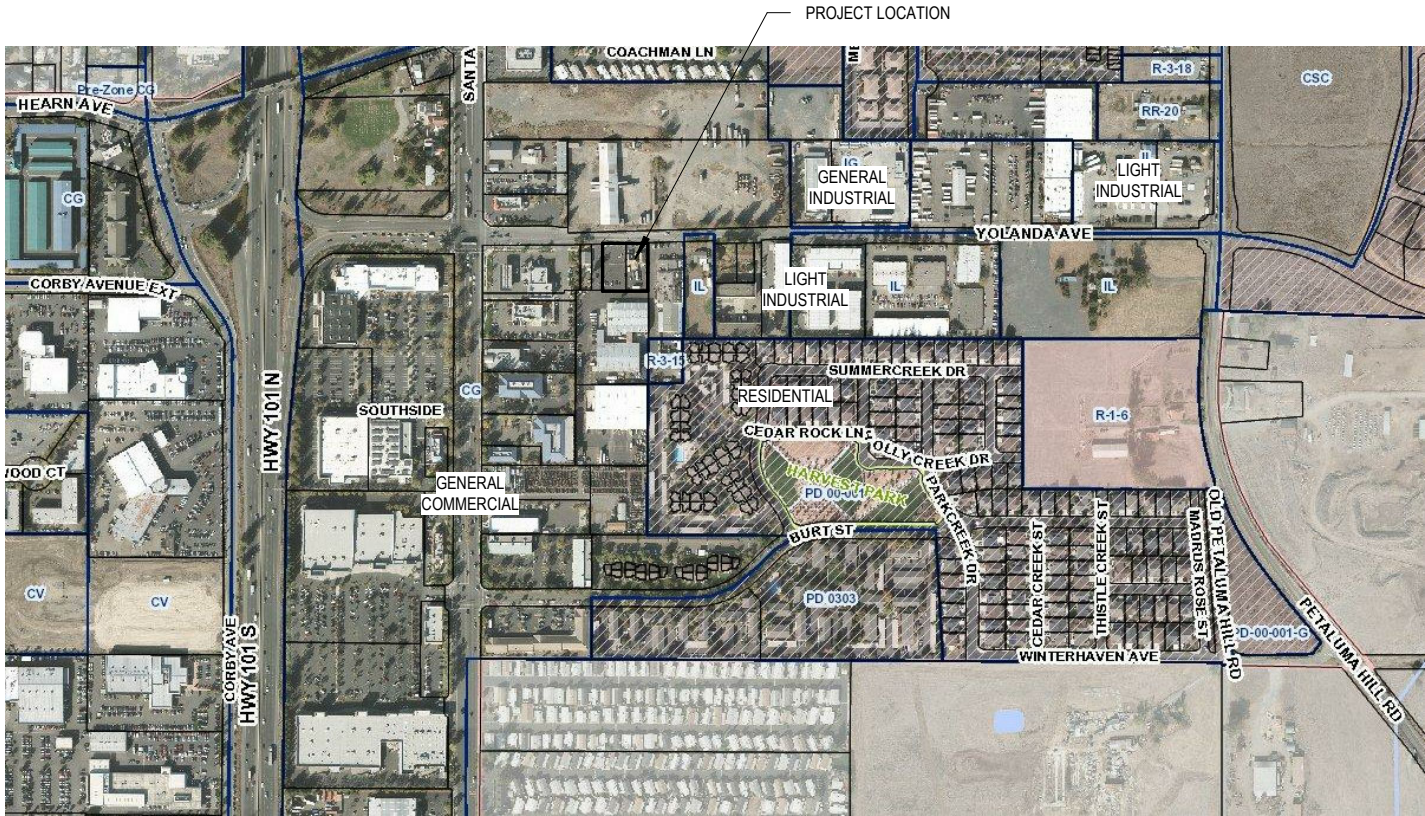 PROJECT LOCATION
COACHMAN LN
SANTA
R-3-18
CSC
Pre-Zone CG
HEARN AVE
RR-20
CG
IG
GENERAL
INDUSTRIAL
IL
LIGHT
INDUSTRIAL
YOLANDA AVE
CORBY AVENUE EXT
IL
LIGHT
INDUSTRIAL
IL
IL
R-3-15
SUMMERCREEK DR
CG
RESIDENTIAL
SOUTHSIDE
R-1-6
HWY 101 N
CEDAR ROCK LN
OLLY CREEK DR
WOOD CT
GENERAL
COMMERCIAL
HARVEST PARK
PD 00-001
PARKCREEK DR
BURT ST
CEDAR CREEK ST
THISTLE CREEK ST
MADRIDS ROSE ST
OLD PETALUMA HILL RD
CV
CV
PD 0303
PETALUMA HILL RD
CORBY AVE
HWY 101 S
PD-00-001-G
WINTERHAVEN AVE